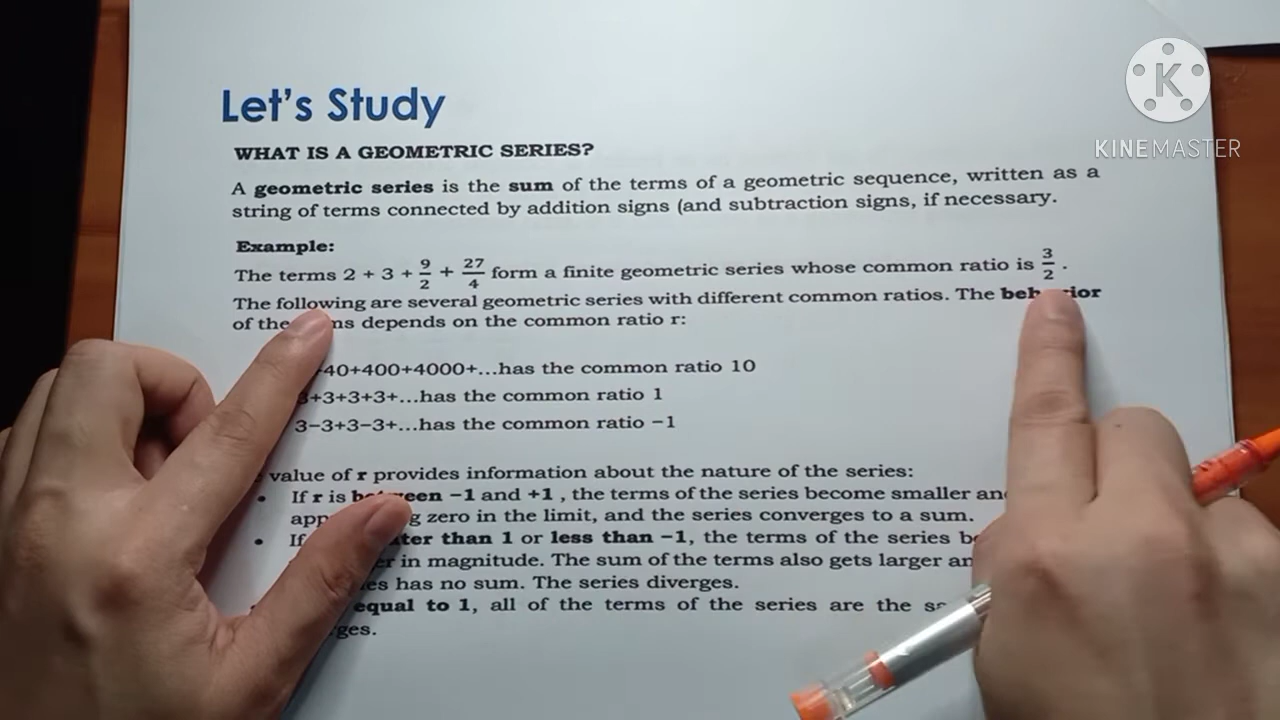 Let's Study
K
KINEMASTER
WHAT IS A GEOMETRIC SERIES?
A geometric series is the sum of the terms of a geometric sequence, written as a
string of terms connected by addition signs (and subtraction signs, if necessary.
Example:
The terms 2 + 3 + 9/2 + 27/4 form a finite geometric series whose common ratio is 3/2 .
The following are several geometric series with different common ratios. The
of the depends on the common ratio r:
40+400+4000+...has the common ratio 10
3+3+3+3+...has the common ratio 1
3−3+3−3+...has the common ratio −1
value of r provides information about the nature of the series:
• If r is −1 and +1 , the terms of the series become smaller
zero in the limit, and the series converges to a sum.
• than 1 or less than −1, the terms of the series
in magnitude. The sum of the terms also gets larger
has no sum. The series diverges.
equal to 1, all of the terms of the series are the